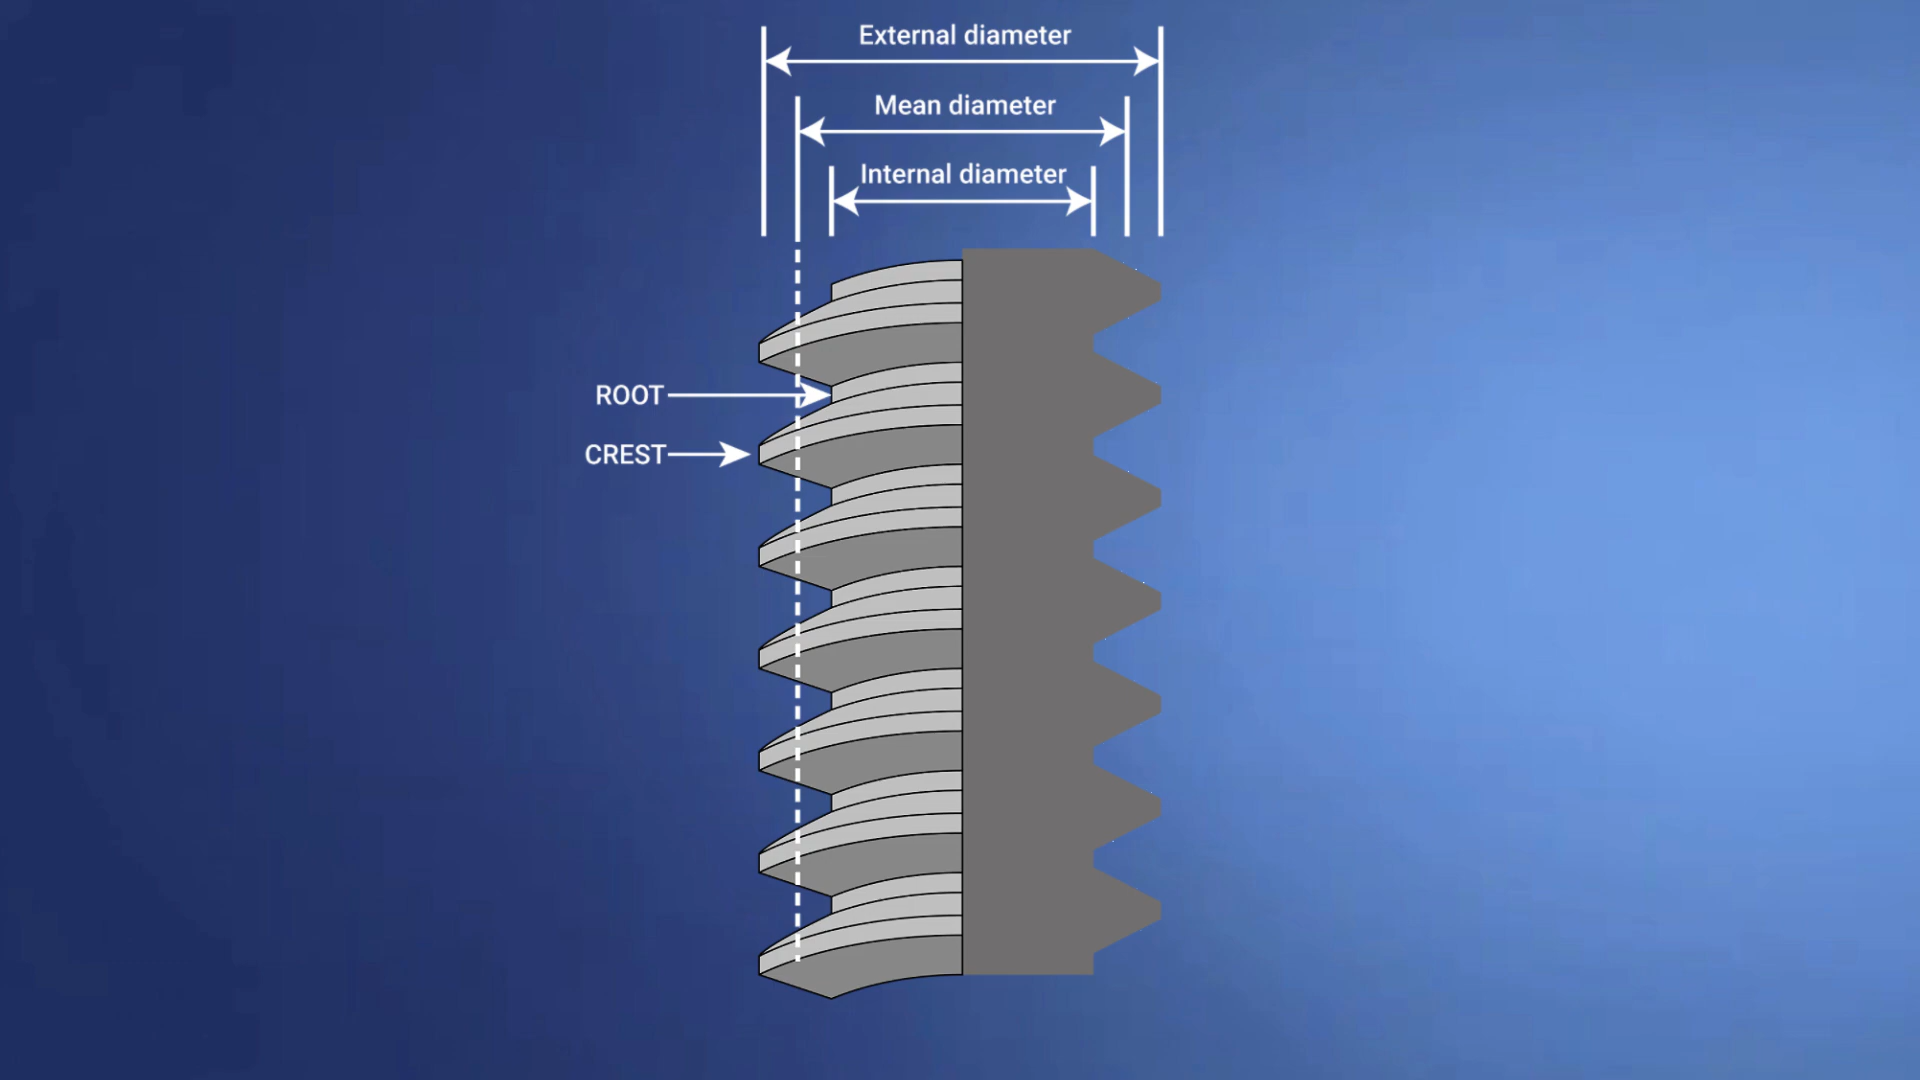 External diameter
Mean diameter
Internal diameter
ROOT
CREST